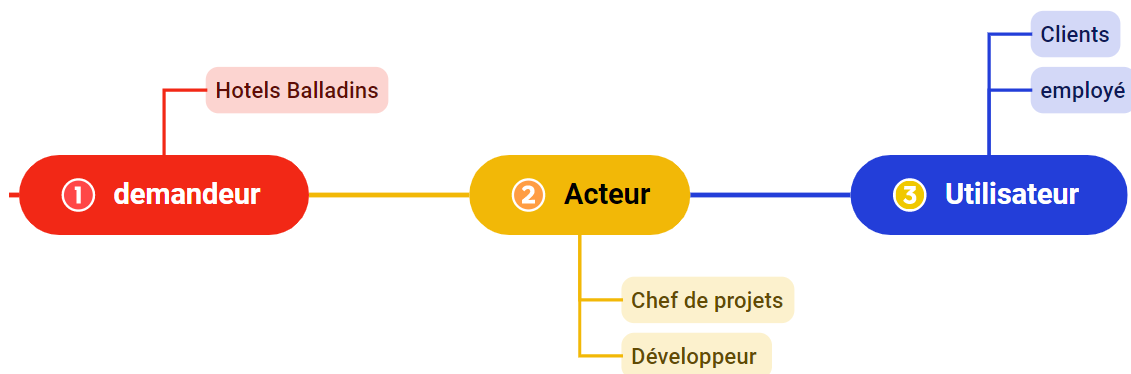 Clients
Hotels Balladins
employé
1 demandeur
2 Acteur
3 Utilisateur
Chef de projets
Développeur